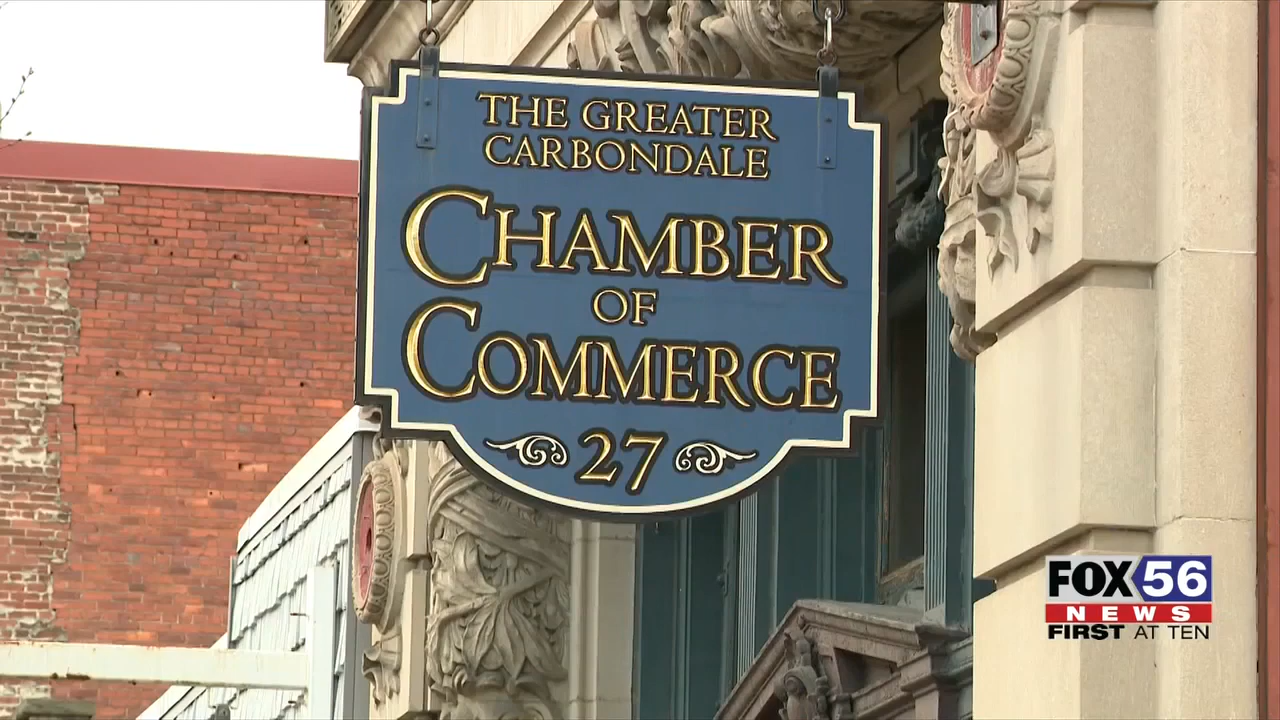 THE GREATER
CARBONDALE
CHAMBER
OF
COMMERCE
27
FOX 56
NEWS
FIRST AT TEN